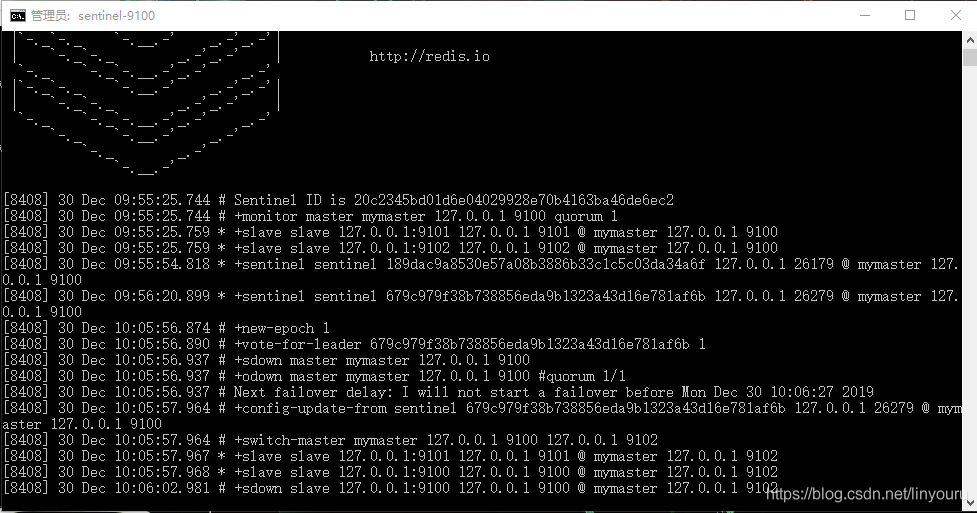 管理员: sentinel-9100
http://redis.io
[8408] 30 Dec 09:55:25.744 # Sentinel ID is 20c2345bd01d6e04029928e70b4163ba46de6ec2
[8408] 30 Dec 09:55:25.744 # +monitor master mymaster 127.0.0.1 9100 quorum 1
[8408] 30 Dec 09:55:25.759 * +slave slave 127.0.0.1:9101 127.0.0.1 9101 @ mymaster 127.0.0.1 9100
[8408] 30 Dec 09:55:25.759 * +slave slave 127.0.0.1:9102 127.0.0.1 9102 @ mymaster 127.0.0.1 9100
[8408] 30 Dec 09:55:54.818 * +sentinel sentinel 189dac9a8530e57a08b3886b33c1c5c03da34a6f 127.0.0.1 26179 @ mymaster 127.
0.0.1 9100
[8408] 30 Dec 09:56:20.899 * +sentinel sentinel 679c979f38b738856eda9b1323a43d16e781af6b 127.0.0.1 26279 @ mymaster 127.
0.0.1 9100
[8408] 30 Dec 10:05:56.874 # +new-epoch 1
[8408] 30 Dec 10:05:56.890 # +vote-for-leader 679c979f38b738856eda9b1323a43d16e781af6b 1
[8408] 30 Dec 10:05:56.937 # +sdown master mymaster 127.0.0.1 9100
[8408] 30 Dec 10:05:56.937 # +odown master mymaster 127.0.0.1 9100 #quorum 1/1
[8408] 30 Dec 10:05:56.937 # Next failover delay: I will not start a failover before Mon Dec 30 10:06:27 2019
[8408] 30 Dec 10:05:57.964 # +config-update-from sentinel 679c979f38b738856eda9b1323a43d16e781af6b 127.0.0.1 26279 @ mym
aster 127.0.0.1 9100
[8408] 30 Dec 10:05:57.964 # +switch-master mymaster 127.0.0.1 9100 127.0.0.1 9102
[8408] 30 Dec 10:05:57.967 * +slave slave 127.0.0.1:9101 127.0.0.1 9101 @ mymaster 127.0.0.1 9102
[8408] 30 Dec 10:05:57.968 * +slave slave 127.0.0.1:9100 127.0.0.1 9100 @ mymaster 127.0.0.1 9102
[8408] 30 Dec 10:06:02.981 # +sdown slave 127.0.0.1:9100 127.0.0.1 9100 @ mymaster 127.0.0.1 9102
https://blog.csdn.net/linyouru